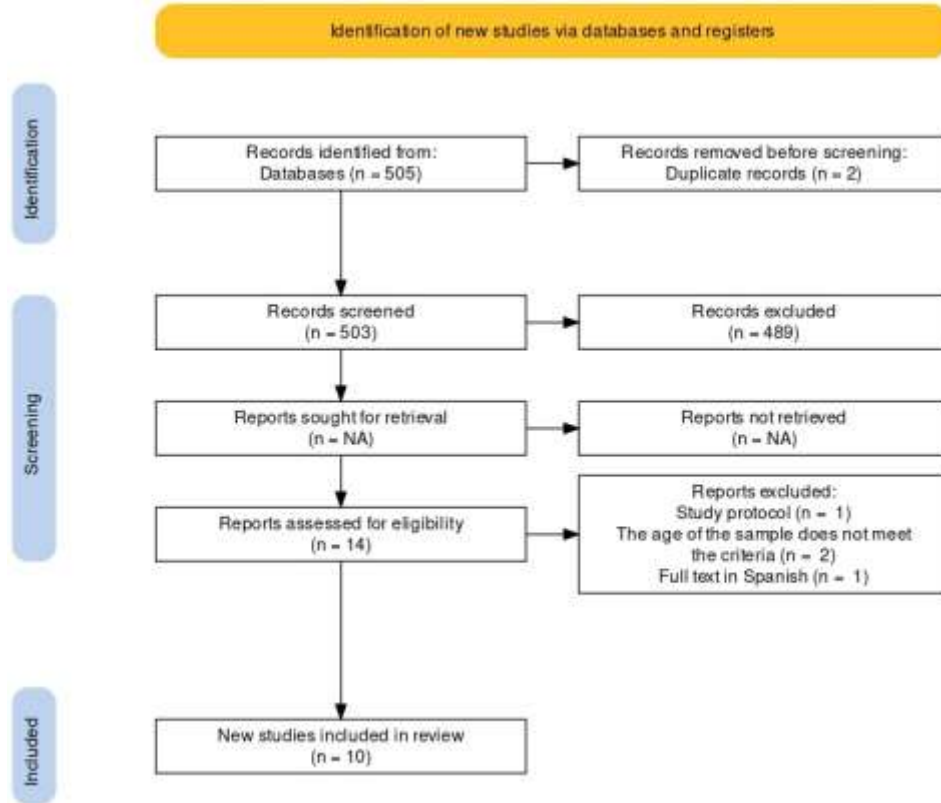 Identification of new studies via databases and registers
Identification
Records identified from:
Databases (n = 505)
Records removed before screening:
Duplicate records (n = 2)
Screening
Records screened
(n = 503)
Records excluded
(n = 489)
Reports sought for retrieval
(n = NA)
Reports not retrieved
(n = NA)
Reports assessed for eligibility
(n = 14)
Reports excluded:
Study protocol (n = 1)
The age of the sample does not meet
the criteria (n = 2)
Full text in Spanish (n = 1)
Included
New studies included in review
(n = 10)